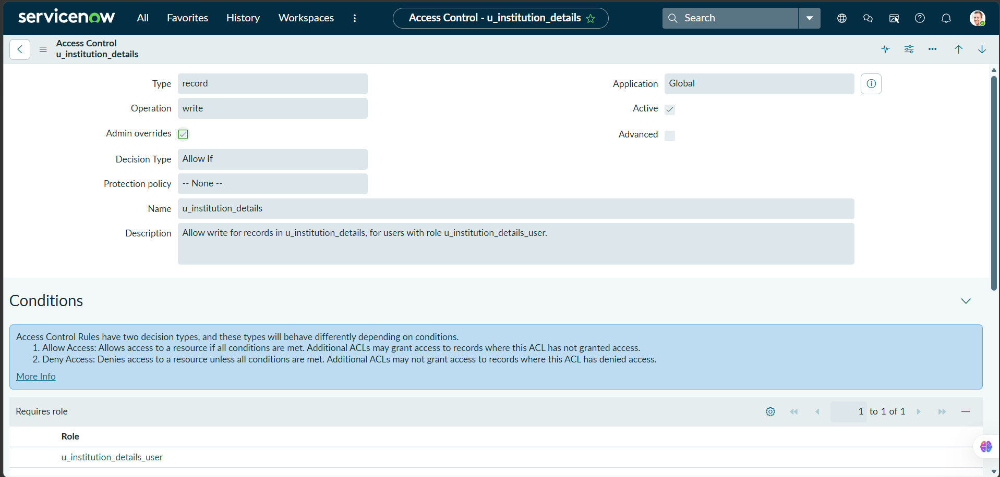 servicenow All Favorites History Workspaces Access Control - u_institution_details Search
Access Control
u_institution_details
Type record Application Global
Operation write Active
Admin overrides Advanced
Decision Type Allow If
Protection policy -- None --
Name u_institution_details
Description Allow write for records in u_institution_details, for users with role u_institution_details_user.
Conditions
Access Control Rules have two decision types, and these types will behave differently depending on conditions.
1. Allow Access: Allows access to a resource if all conditions are met. Additional ACLs may grant access to records where this ACL has not granted access.
2. Deny Access: Denies access to a resource unless all conditions are met. Additional ACLs may not grant access to records where this ACL has denied access.
More Info
Requires role 1 to 1 of 1
Role
u_institution_details_user